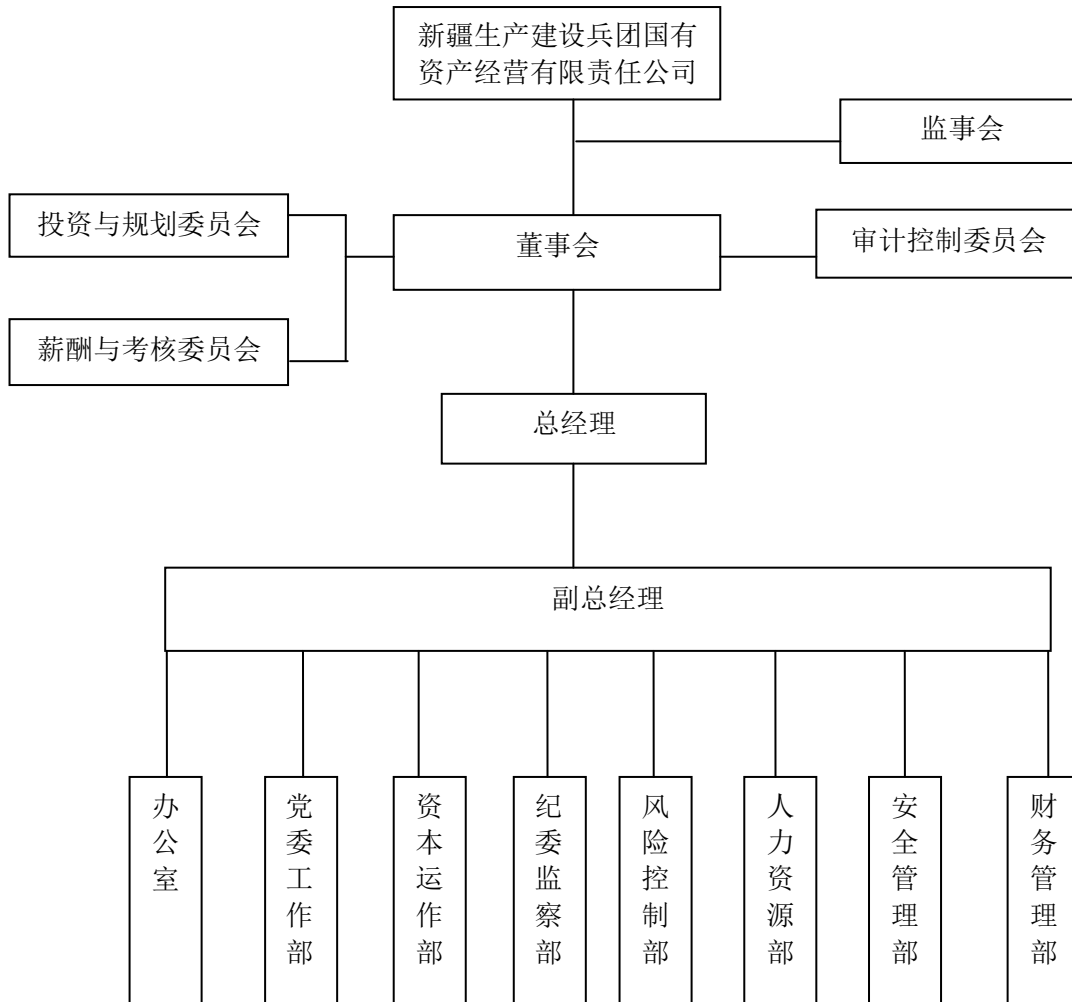 新疆生产建设兵团国有
资产经营有限责任公司
监事会
投资与规划委员会
董事会
审计控制委员会
薪酬与考核委员会
总经理
副总经理
办公室
党委工作部
资本运作部
纪委监察部
风险控制部
人力资源部
安全管理部
财务管理部